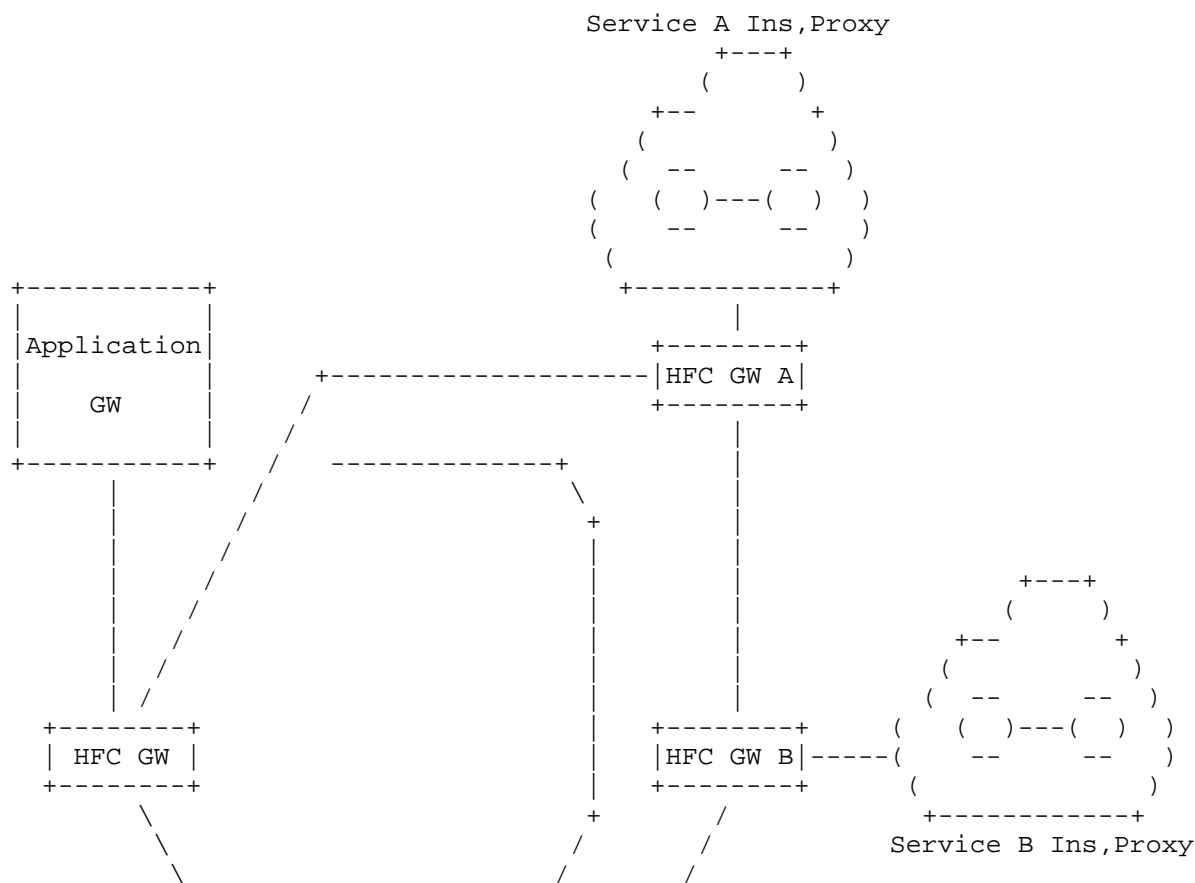 Service A Ins,Proxy
Application
GW
HFC GW A
HFC GW
HFC GW B
Service B Ins,Proxy